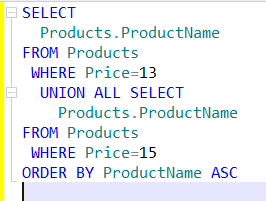 SELECT
Products.ProductName
FROM Products
WHERE Price=13
UNION ALL SELECT
Products.ProductName
FROM Products
WHERE Price=15
ORDER BY ProductName ASC